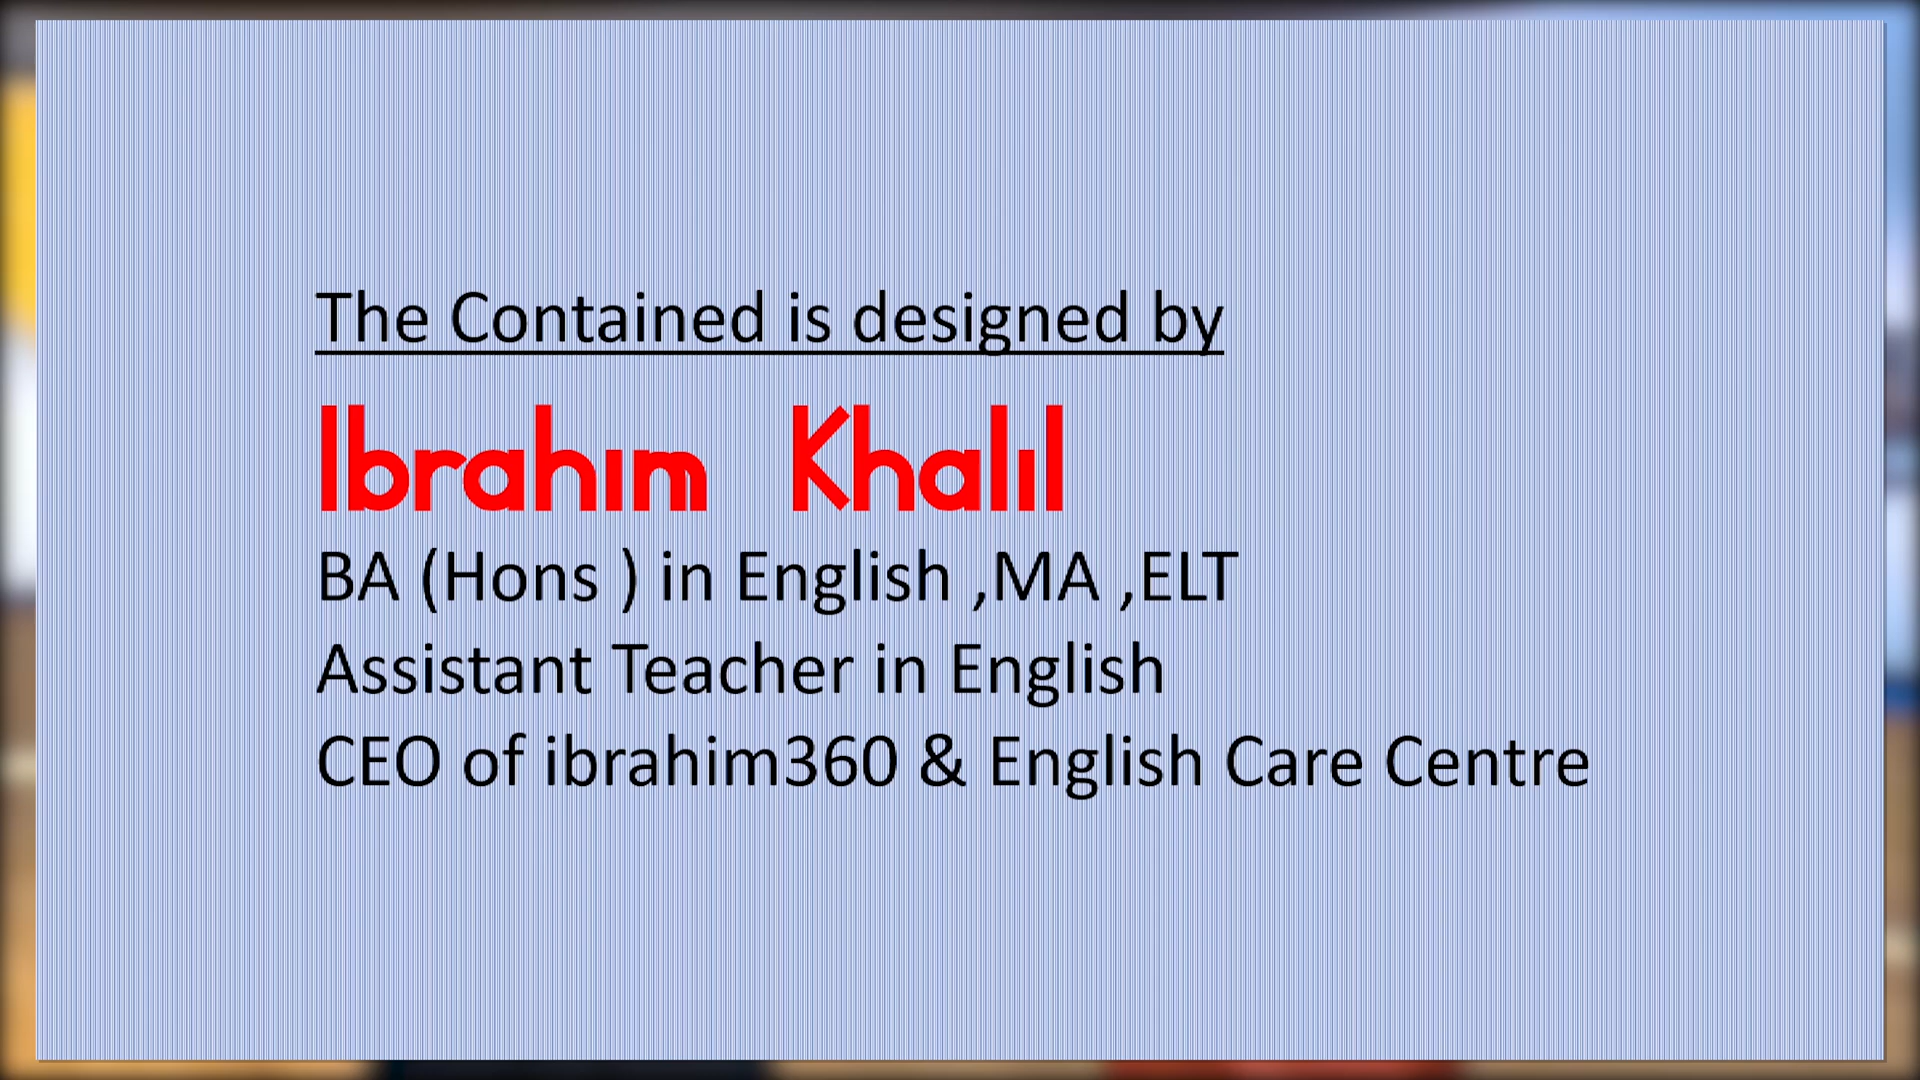 The Contained is designed by
Ibrahim Khalil
BA (Hons ) in English ,MA ,ELT
Assistant Teacher in English
CEO of ibrahim360 & English Care Centre